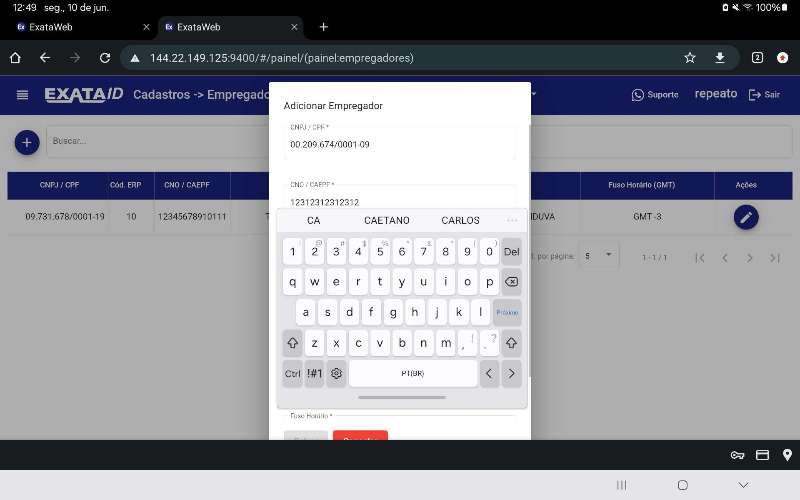 12:49 seg., 10 de jun. 100%
ExataWeb ExataWeb
144.22.149.125:9400/#/painel/(painel:empregadores)
EXATA ID Cadastros -> Empregado Suporte repeato Sair
Adicionar Empregador
CNPJ / CPF *
00.209.674/0001-09
Buscar...
CNO / CAEPF *
12312312312312
CNPJ / CPF Cód. ERP CNO / CAEPF Fuso Horário (GMT) Ações
09.731.678/0001-19 10 12345678910111 T DUVA GMT -3
CA CAETANO CARLOS ...
1 2 3 4 5 6 7 8 9 0 Del
q w e r t y u i o p
a s d f g h j k l Próximo
z x c v b n m , ! . ?
Ctrl !#1 PT(BR) < >
por página: 5 1 - 1 / 1
Fuso Horário *